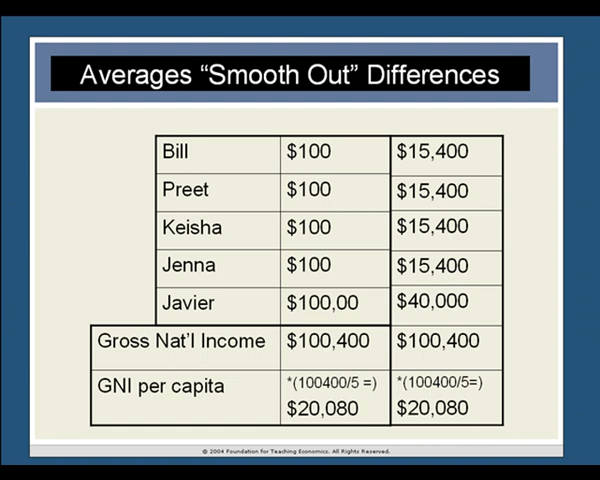 Averages “Smooth Out” Differences
Bill $100 $15,400
Preet $100 $15,400
Keisha $100 $15,400
Jenna $100 $15,400
Javier $100,00 $40,000
Gross Nat’l Income $100,400 $100,400
GNI per capita *(100400/5 =) *(100400/5=)
$20,080 $20,080
© 2004 Foundation for Teaching Economics. All Rights Reserved.